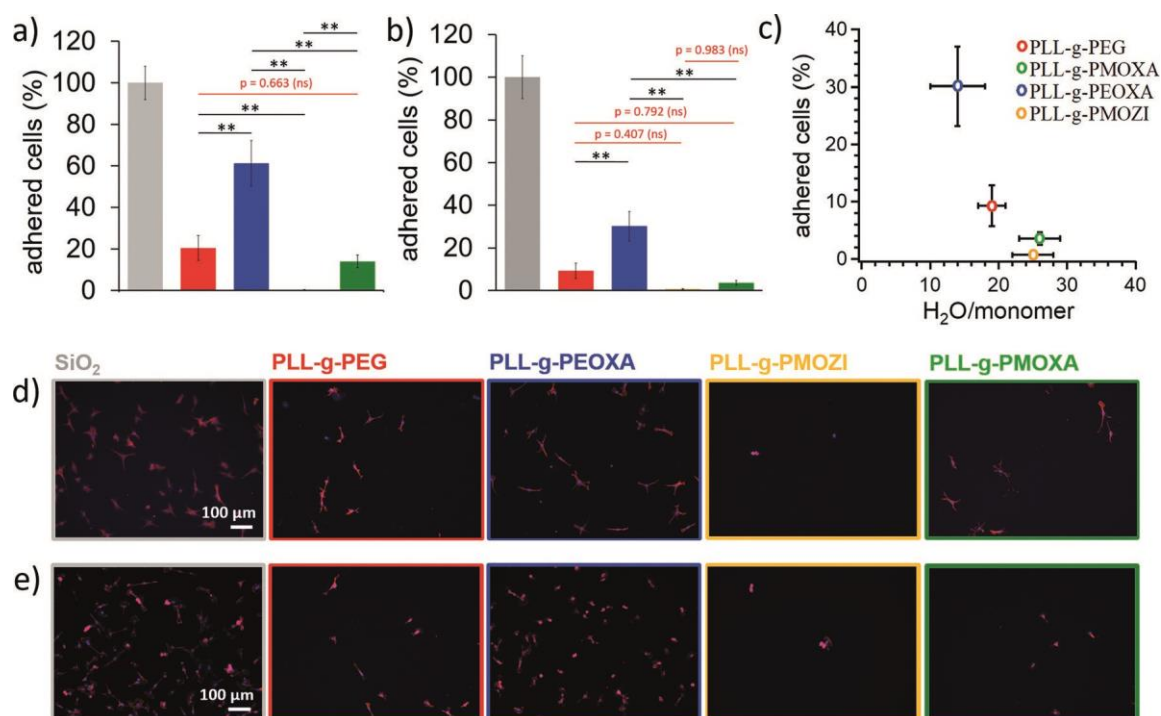 a)
adhered cells (%)
120
100
80
60
40
20
0
**
**
**
p = 0.663 (ns)
**
**
b)
adhered cells (%)
120
100
80
60
40
20
0
p = 0.983 (ns)
**
**
p = 0.792 (ns)
p = 0.407 (ns)
**
c)
adhered cells (%)
40
30
20
10
0
PLL-g-PEG
PLL-g-PMOXA
PLL-g-PEOXA
PLL-g-PMOZI
0 10 20 30 40
H₂O/monomer
SiO₂ PLL-g-PEG PLL-g-PEOXA PLL-g-PMOZI PLL-g-PMOXA
d)
100 µm
e)
100 µm